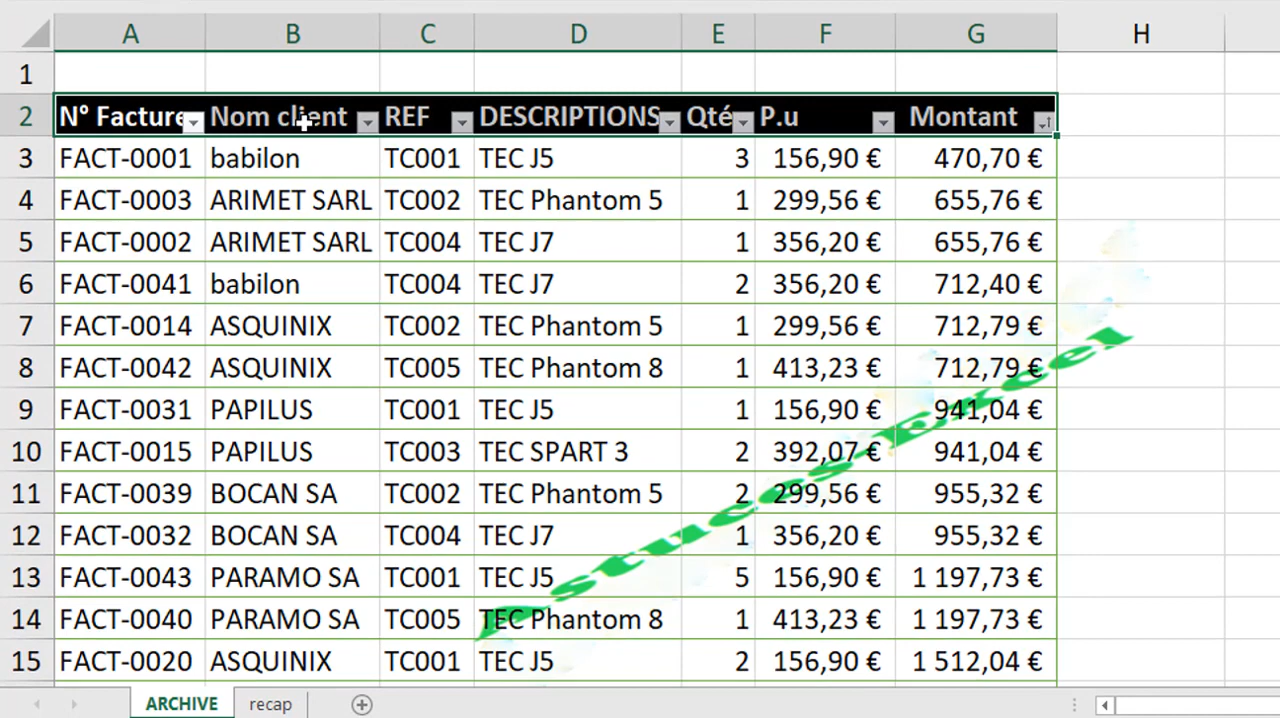 A B C D E F G H
1
2 N° Facture Nom client REF DESCRIPTIONS Qté P.u Montant
3 FACT-0001 babilon TC001 TEC J5 3 156,90 € 470,70 €
4 FACT-0003 ARIMET SARL TC002 TEC Phantom 5 1 299,56 € 655,76 €
5 FACT-0002 ARIMET SARL TC004 TEC J7 1 356,20 € 655,76 €
6 FACT-0041 babilon TC004 TEC J7 2 356,20 € 712,40 €
7 FACT-0014 ASQUINIX TC002 TEC Phantom 5 1 299,56 € 712,79 €
8 FACT-0042 ASQUINIX TC005 TEC Phantom 8 1 413,23 € 712,79 €
9 FACT-0031 PAPILUS TC001 TEC J5 1 156,90 € 941,04 €
10 FACT-0015 PAPILUS TC003 TEC SPART 3 2 392,07 € 941,04 €
11 FACT-0039 BOCAN SA TC002 TEC Phantom 5 2 299,56 € 955,32 €
12 FACT-0032 BOCAN SA TC004 TEC J7 1 356,20 € 955,32 €
13 FACT-0043 PARAMO SA TC001 TEC J5 5 156,90 € 1 197,73 €
14 FACT-0040 PARAMO SA TC005 TEC Phantom 8 1 413,23 € 1 197,73 €
15 FACT-0020 ASQUINIX TC001 TEC J5 2 156,90 € 1 512,04 €
Astuces-Excel
ARCHIVE recap